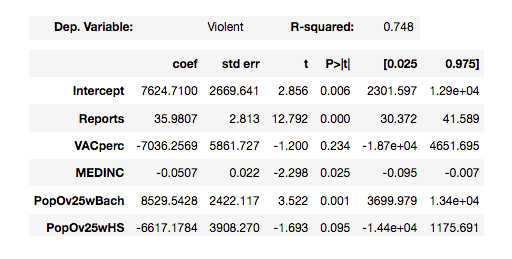 Dep. Variable: Violent R-squared: 0.748
coef std err t P>|t| [0.025 0.975]
Intercept 7624.7100 2669.641 2.856 0.006 2301.597 1.29e+04
Reports 35.9807 2.813 12.792 0.000 30.372 41.589
VACperc -7036.2569 5861.727 -1.200 0.234 -1.87e+04 4651.695
MEDINC -0.0507 0.022 -2.298 0.025 -0.095 -0.007
PopOv25wBach 8529.5428 2422.117 3.522 0.001 3699.979 1.34e+04
PopOv25wHS -6617.1784 3908.270 -1.693 0.095 -1.44e+04 1175.691